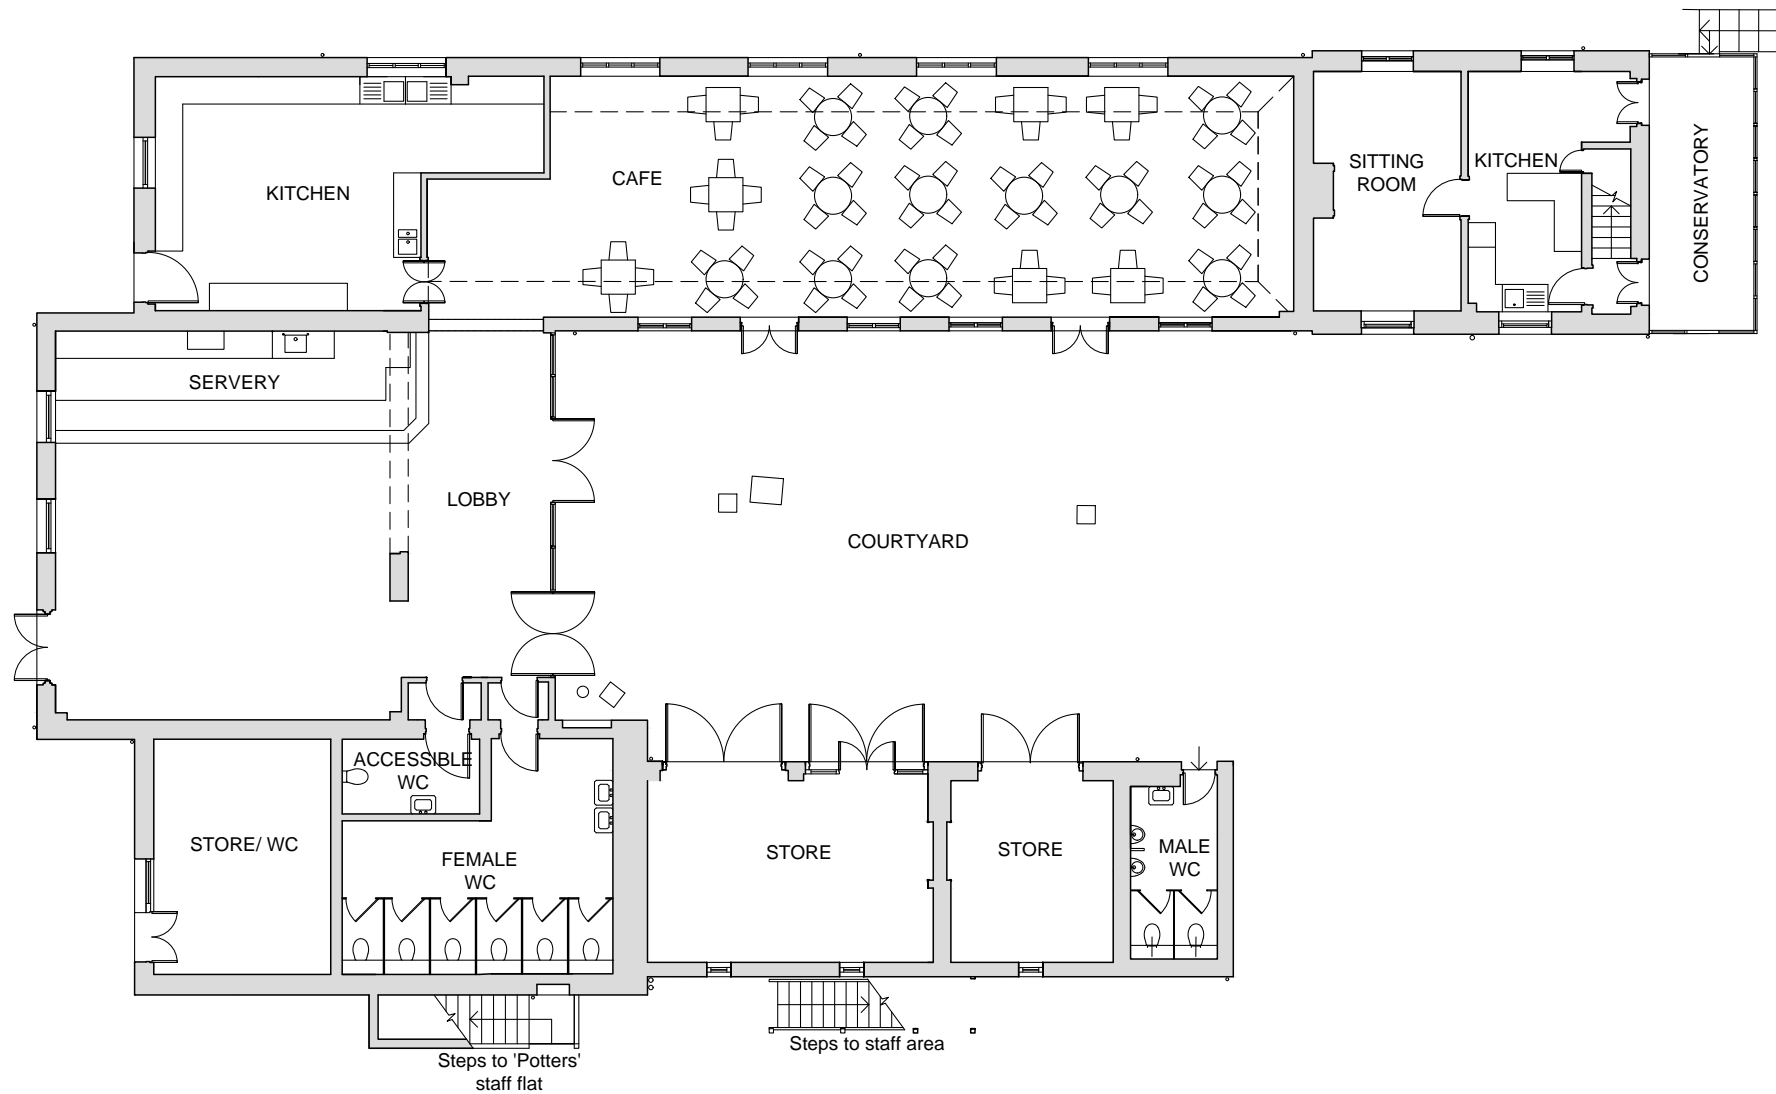 CAFE
KITCHEN
SITTING
ROOM
KITCHEN
CONSERVATORY
SERVERY
LOBBY
COURTYARD
ACCESSIBLE
WC
STORE/ WC
FEMALE
WC
STORE
STORE
MALE
WC
Steps to 'Potters'
staff flat
Steps to staff area